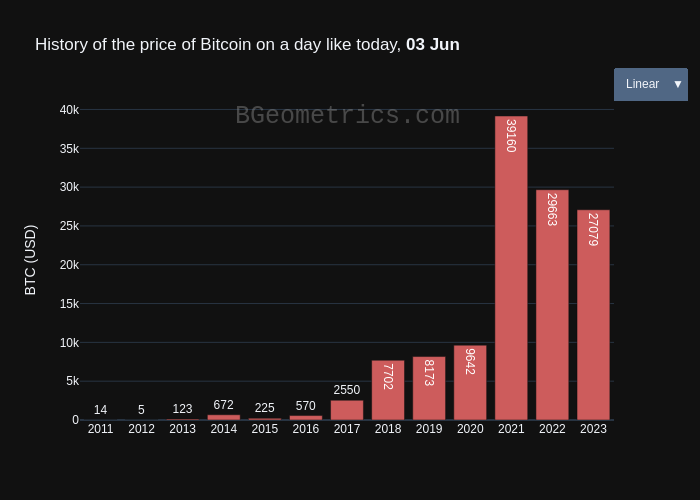 History of the price of Bitcoin on a day like today, 03 Jun
Linear ▼
BGeometrics.com
BTC (USD)
40k
35k
30k
25k
20k
15k
10k
5k
0
14
5
123
672
225
570
2550
7702
8173
9642
39160
29663
27079
2011 2012 2013 2014 2015 2016 2017 2018 2019 2020 2021 2022 2023